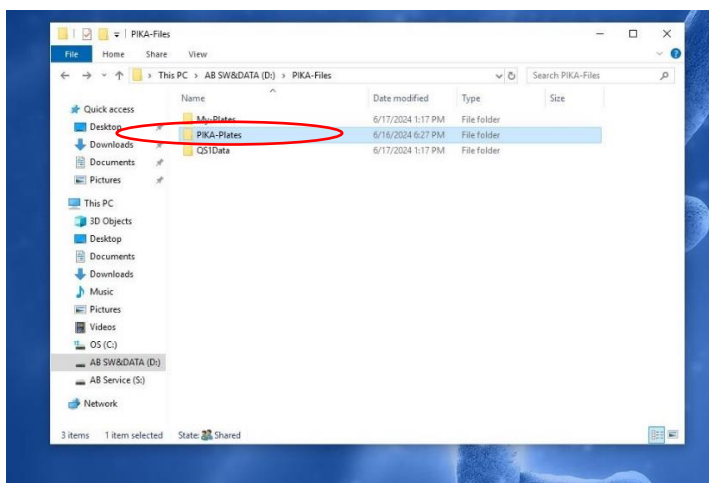 PIKA-Files
File Home Share View
This PC > AB SW&DATA (D:) > PIKA-Files
Search PIKA-Files
Name Date modified Type Size
Quick access
Desktop
Downloads
Documents
Pictures
This PC
3D Objects
Desktop
Documents
Downloads
Music
Pictures
Videos
OS (C:)
AB SW&DATA (D:)
AB Service (S:)
Network
My-Plates 6/17/2024 1:17 PM File folder
PIKA-Plates 6/16/2024 6:27 PM File folder
QS1Data 6/17/2024 1:17 PM File folder
3 items 1 item selected State: Shared